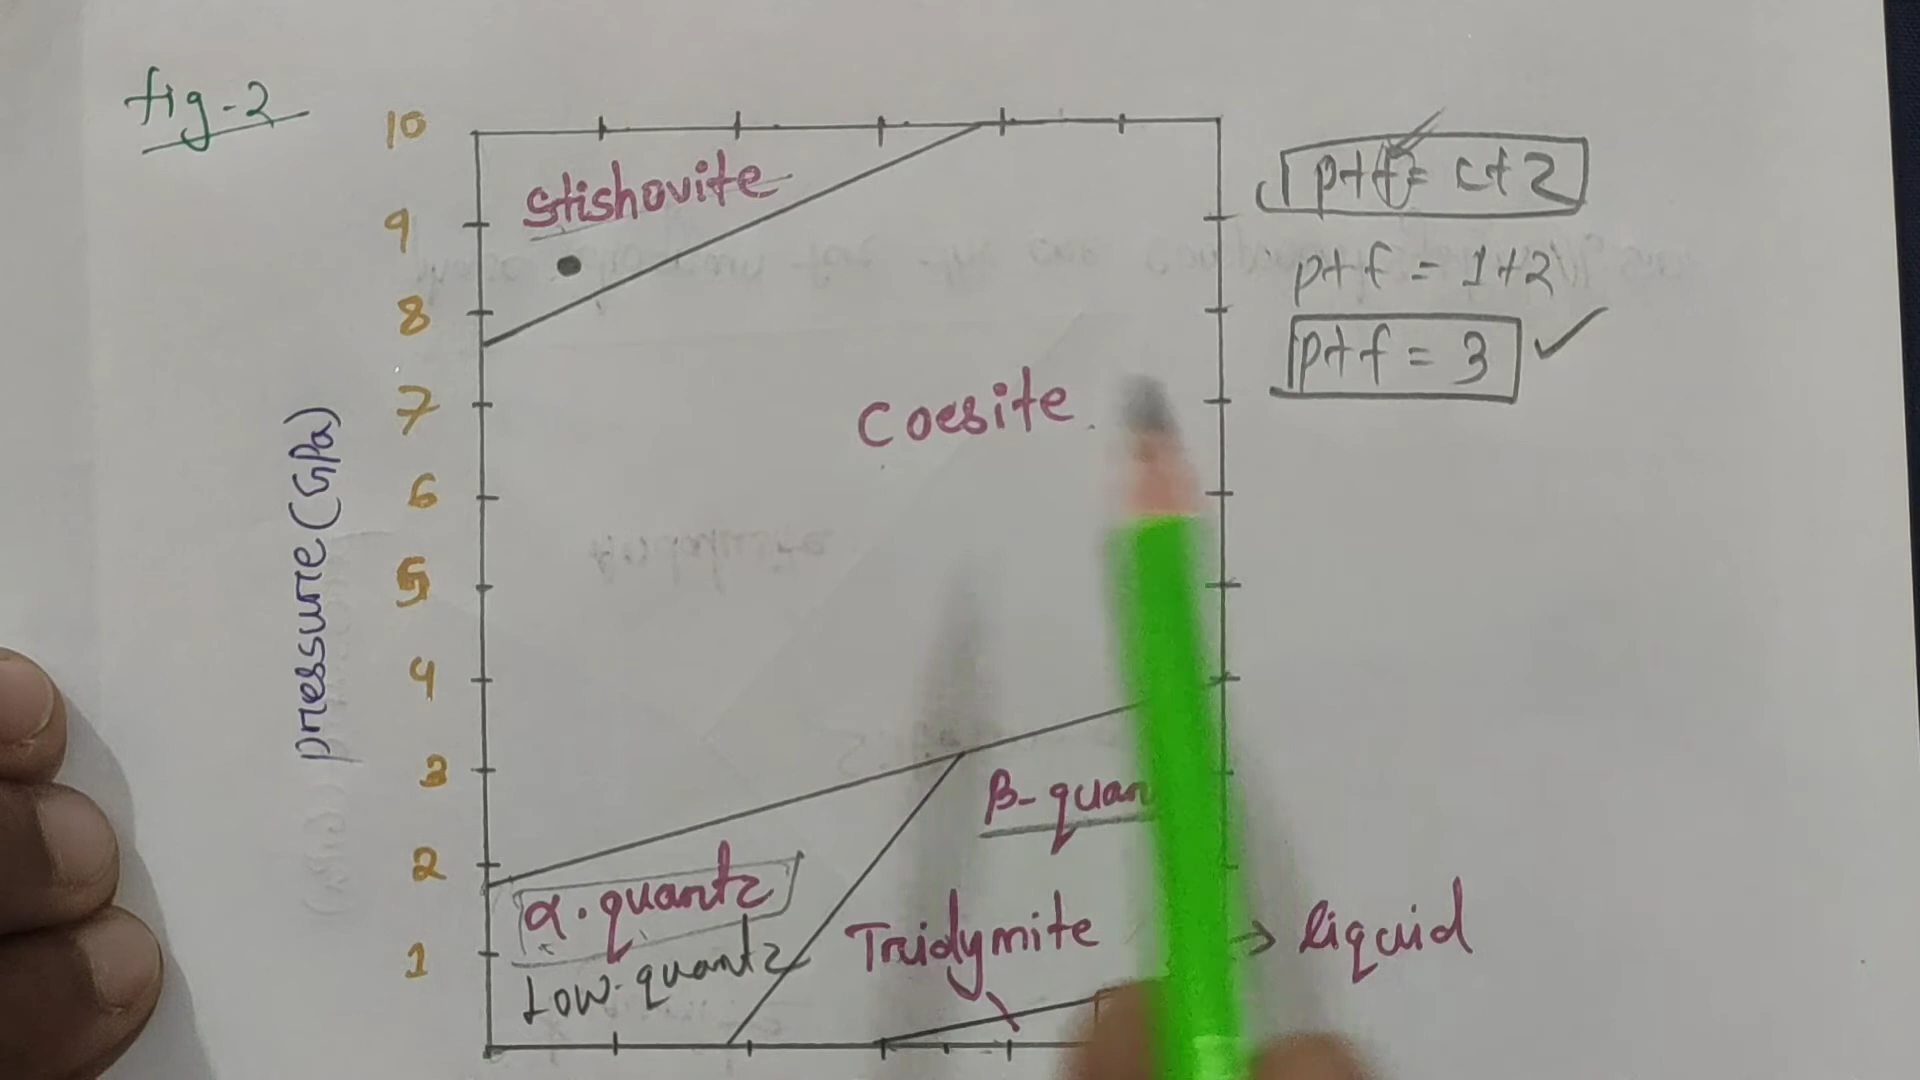 fig-2
10
9
8
7
6
5
4
3
2
1
pressure (GPa)
Stishovite
Coesite
β-quar
α-quartz
Low-quartz
Tridymite
→ liquid
p+f = c+2
p+f = 1+2
p+f = 3